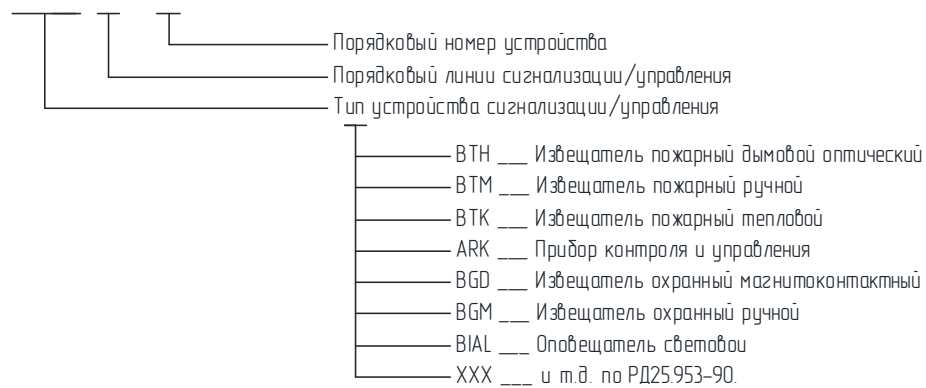 Порядковый номер устройства
Порядковый линии сигнализации/управления
Тип устройства сигнализации/управления
BTH ___ Извещатель пожарный дымовой оптический
BTM ___ Извещатель пожарный ручной
BTK ___ Извещатель пожарный тепловой
ARK ___ Прибор контроля и управления
BGD ___ Извещатель охранный магнитоконтактный
BGM ___ Извещатель охранный ручной
BIAL ___ Оповещатель световои
XXX ___ и т.д. по РД25.953-90.